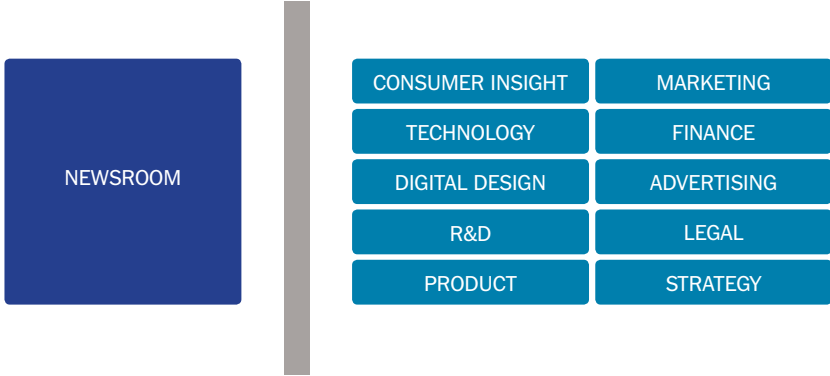 NEWSROOM
CONSUMER INSIGHT
MARKETING
TECHNOLOGY
FINANCE
DIGITAL DESIGN
ADVERTISING
R&D
LEGAL
PRODUCT
STRATEGY